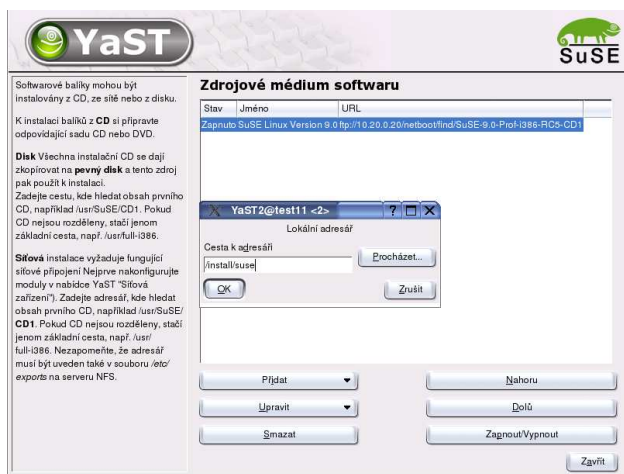 YaST
SuSE
Softwarové balíky mohou být
instalovány z CD, ze sítě nebo z disku.
K instalaci balíků z CD si připravte
odpovídající sadu CD nebo DVD.
Disk Všechna instalační CD se dají
zkopírovat na pevný disk a tento zdroj
pak použít k instalaci.
Zadejte cestu, kde hledat obsah prvního
CD, například /usr/SuSE/CD1. Pokud
CD nejsou rozděleny, stačí jenom
základní cesta, např. /usr/full-i386.
Síťová instalace vyžaduje fungující
síťové připojení Nejprve nakonfigurujte
moduly v nabídce YaST "Síťová
zařízení"). Zadejte adresář, kde hledat
obsah prvního CD, například /usr/SuSE/
CD1. Pokud CD nejsou rozděleny, stačí
jenom základní cesta, např. /usr/
full-i386. Nezapomeňte, že adresář
musí být uveden také v souboru /etc/
exports na serveru NFS.
Zdrojové médium softwaru
Stav Jméno URL
Zapnuto SuSE Linux Version 9.0 ftp://10.20.0.20/netboot/find/SuSE-9.0-Prof-i386-RC5-CD1
YaST2@test11 <2>
Lokální adresář
Cesta k adresáři
/install/suse
Procházet...
OK
Zrušit
Přidat
Nahoru
Upravit
Dolů
Smazat
Zapnout/Vypnout
Zavřít